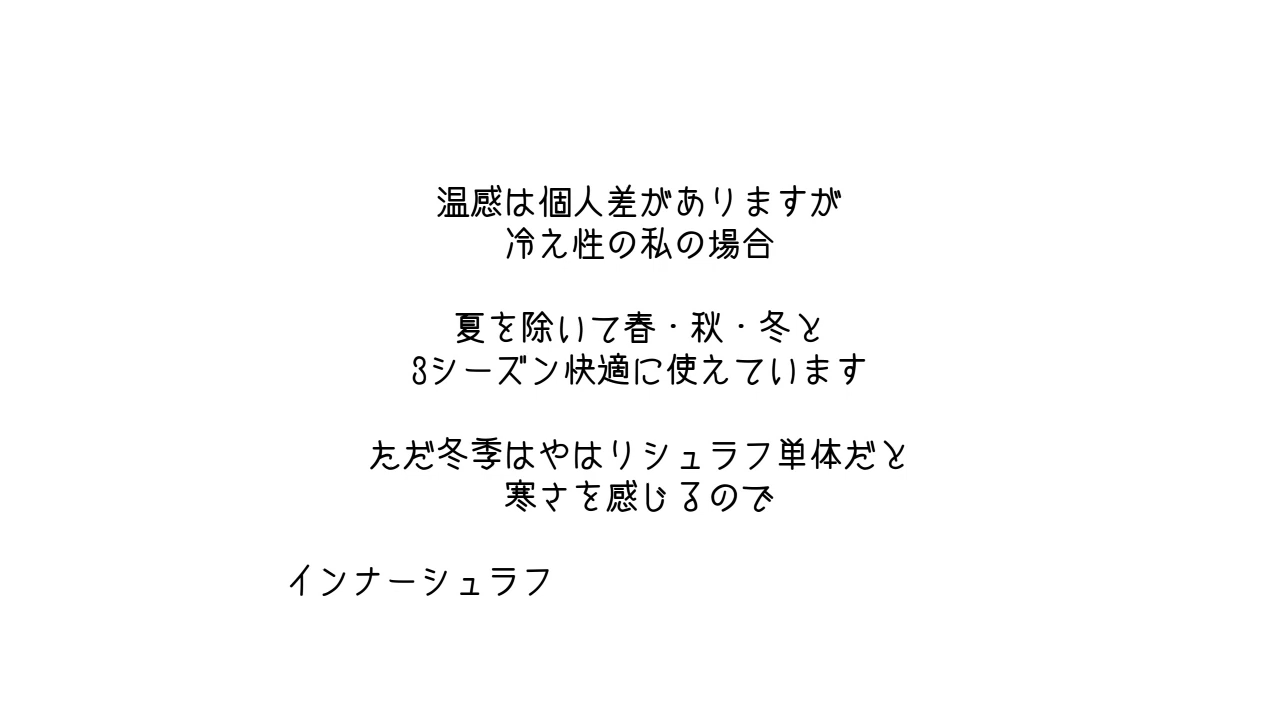 温感は個人差がありますが
冷え性の私の場合
夏を除いて春・秋・冬と
3シーズン快適に使えています
ただ冬季はやはりシュラフ単体だと
寒さを感じるので
インナーシュラフ